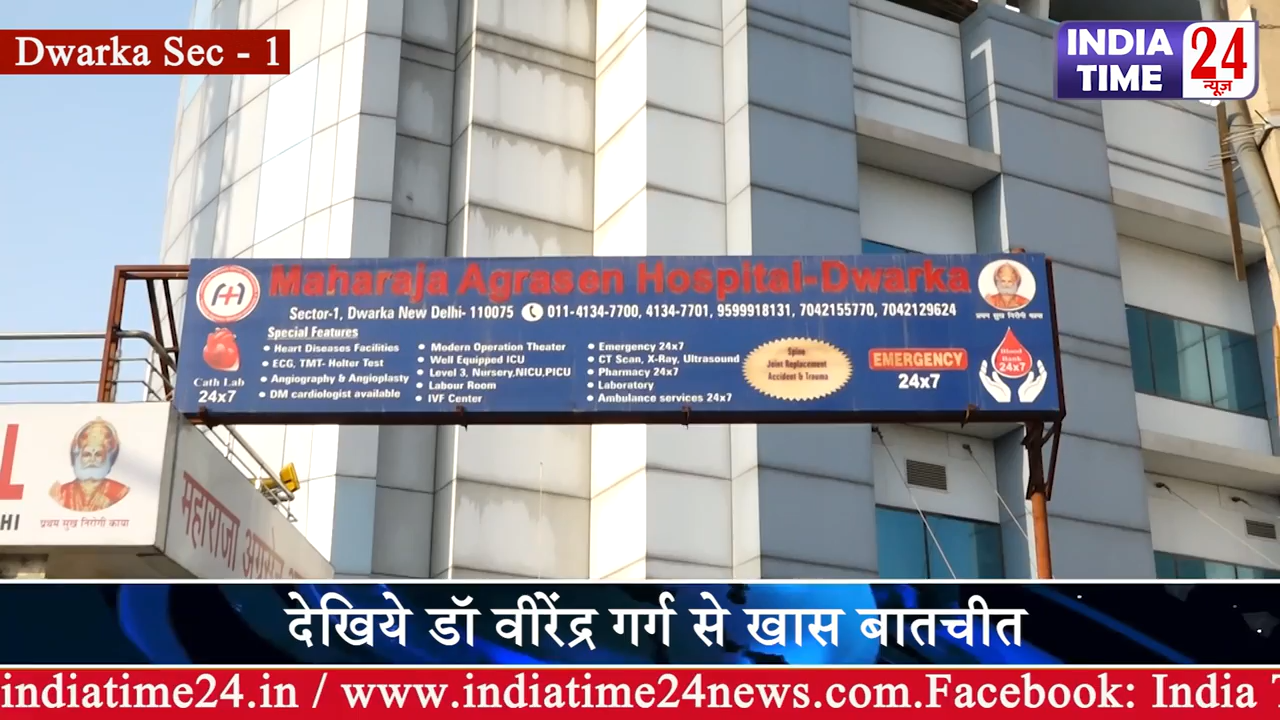 Dwarka Sec - 1
INDIA
TIME
24
न्यूज़
Maharaja Agrasen Hospital-Dwarka
Sector-1, Dwarka New Delhi- 110075 011-4134-7700, 4134-7701, 9599918131, 7042155770, 7042129624
प्रथम सुख निरोगी काया
Special Features
Heart Diseases Facilities
ECG, TMT- Holter Test
Angiography & Angioplasty
DM cardiologist available
Modern Operation Theater
Well Equipped ICU
Level 3, Nursery,NICU,PICU
Labour Room
IVF Center
Emergency 24x7
CT Scan, X-Ray, Ultrasound
Pharmacy 24x7
Laboratory
Ambulance services 24x7
Cath Lab
24x7
Spine
Joint Replacement
Accident & Trauma
EMERGENCY
24x7
Blood
Bank
24x7
L
HI
प्रथम सुख निरोगी काया
महाराजा अग्रसेन
देखिये डॉ वीरेंद्र गर्ग से खास बातचीत
indiatime24.in / www.indiatime24news.com.Facebook: India T